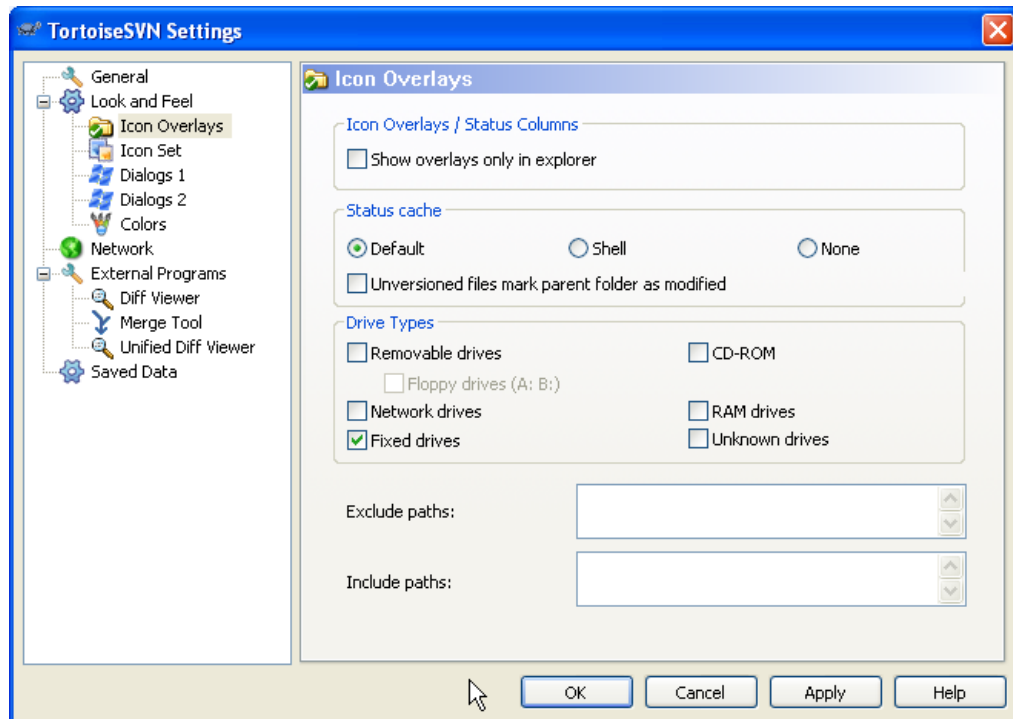 TortoiseSVN Settings
General
Look and Feel
Icon Overlays
Icon Set
Dialogs 1
Dialogs 2
Colors
Network
External Programs
Diff Viewer
Merge Tool
Unified Diff Viewer
Saved Data
Icon Overlays
Icon Overlays / Status Columns
Show overlays only in explorer
Status cache
Default Shell None
Unversioned files mark parent folder as modified
Drive Types
Removable drives CD-ROM
Floppy drives (A: B:)
Network drives RAM drives
Fixed drives Unknown drives
Exclude paths:
Include paths:
OK Cancel Apply Help